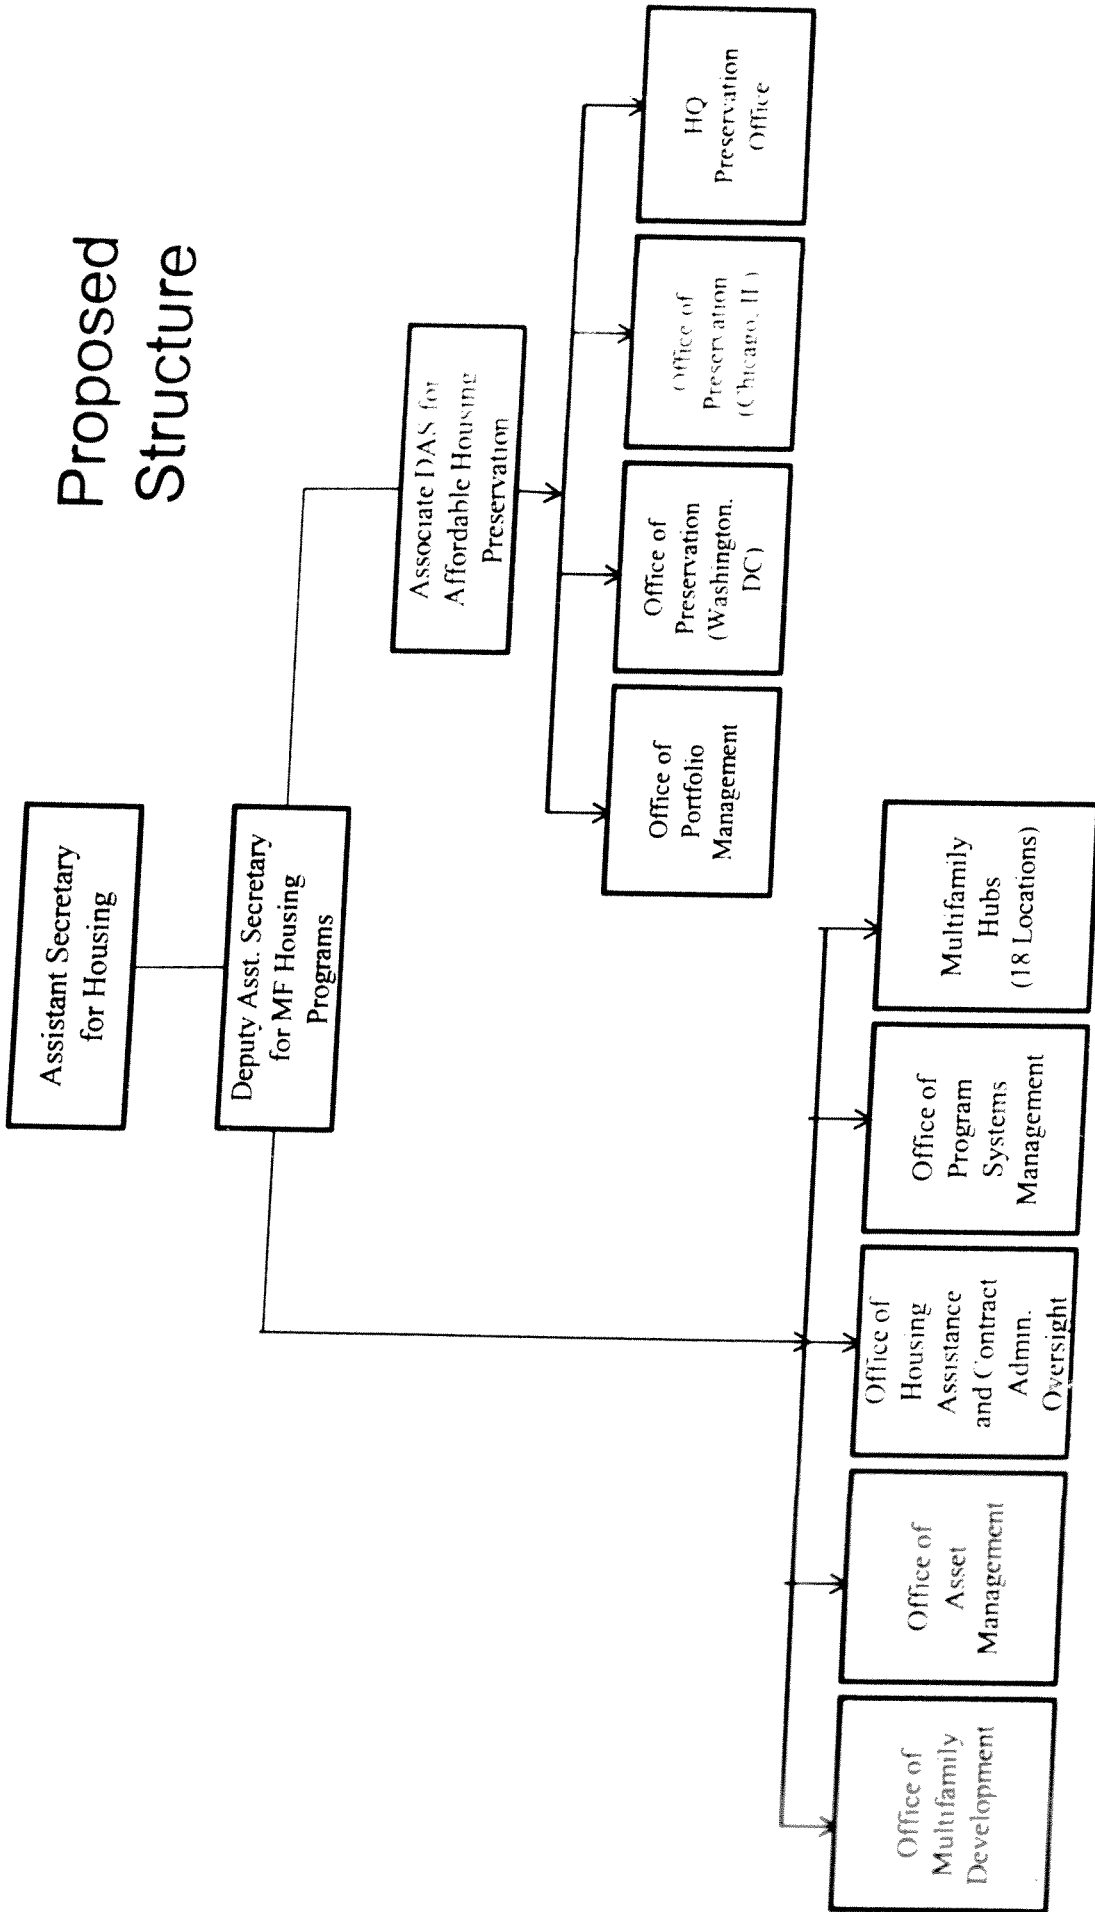 Proposed
Structure
Assistant Secretary
for Housing
Deputy Asst. Secretary
for MF Housing
Programs
Associate DAS for
Affordable Housing
Preservation
Office of
Portfolio
Management
Office of
Preservation
(Washington,
DC)
Office of
Preservation
(Chicago, IL)
HQ
Preservation
Office
Office of
Multifamily
Development
Office of
Asset
Management
Office of
Housing
Assistance
and Contract
Admin.
Oversight
Office of
Program
Systems
Management
Multifamily
Hubs
(18 Locations)